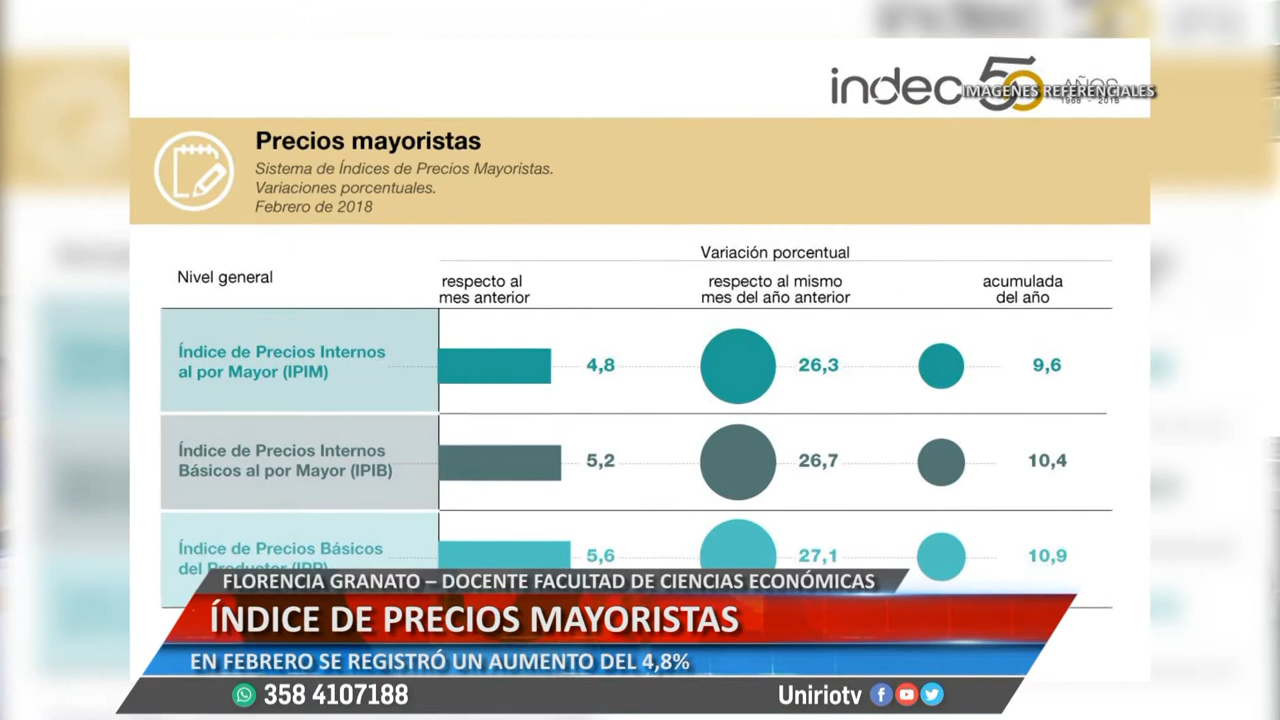 indec 50 AÑOS
1968 - 2018
IMAGENES REFERENCIALES
Precios mayoristas
Sistema de Índices de Precios Mayoristas.
Variaciones porcentuales.
Febrero de 2018
Variación porcentual
Nivel general
respecto al
mes anterior
respecto al mismo
mes del año anterior
acumulada
del año
Índice de Precios Internos
al por Mayor (IPIM)
4,8
26,3
9,6
Índice de Precios Internos
Básicos al por Mayor (IPIB)
5,2
26,7
10,4
Índice de Precios Básicos
del Productor (IPP)
5,6
27,1
10,9
FLORENCIA GRANATO – DOCENTE FACULTAD DE CIENCIAS ECONÓMICAS
ÍNDICE DE PRECIOS MAYORISTAS
EN FEBRERO SE REGISTRÓ UN AUMENTO DEL 4,8%
358 4107188
Uniriotv